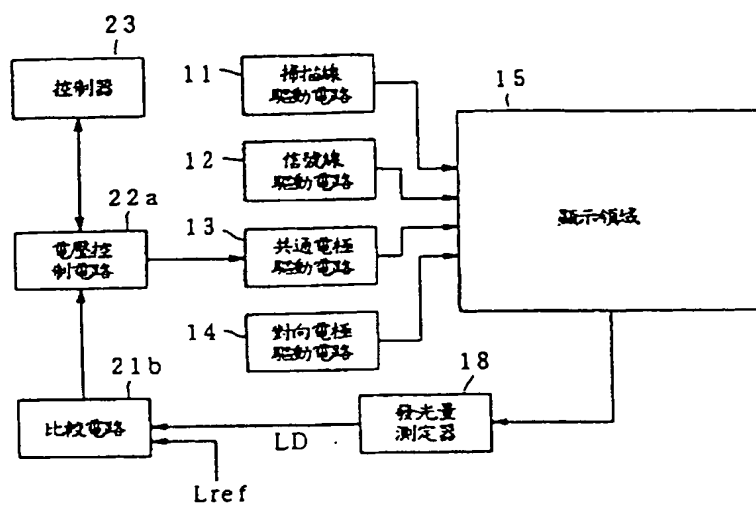 23
控制器
11
掃描線
驅動電路
15
12
信號線
驅動電路
22a
電壓控
制電路
13
共通電極
驅動電路
顯示領域
14
對向電極
驅動電路
21b
比較電路
18
發光量
測定器
LD
Lref